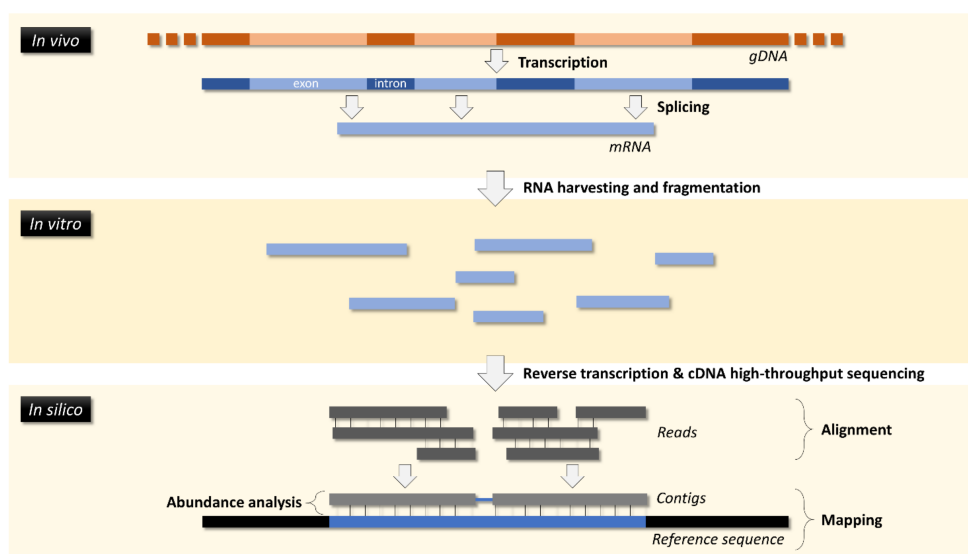 In vivo
gDNA
Transcription
exon
intron
Splicing
mRNA
RNA harvesting and fragmentation
In vitro
Reverse transcription & cDNA high-throughput sequencing
In silico
Reads
Alignment
Abundance analysis
Contigs
Mapping
Reference sequence